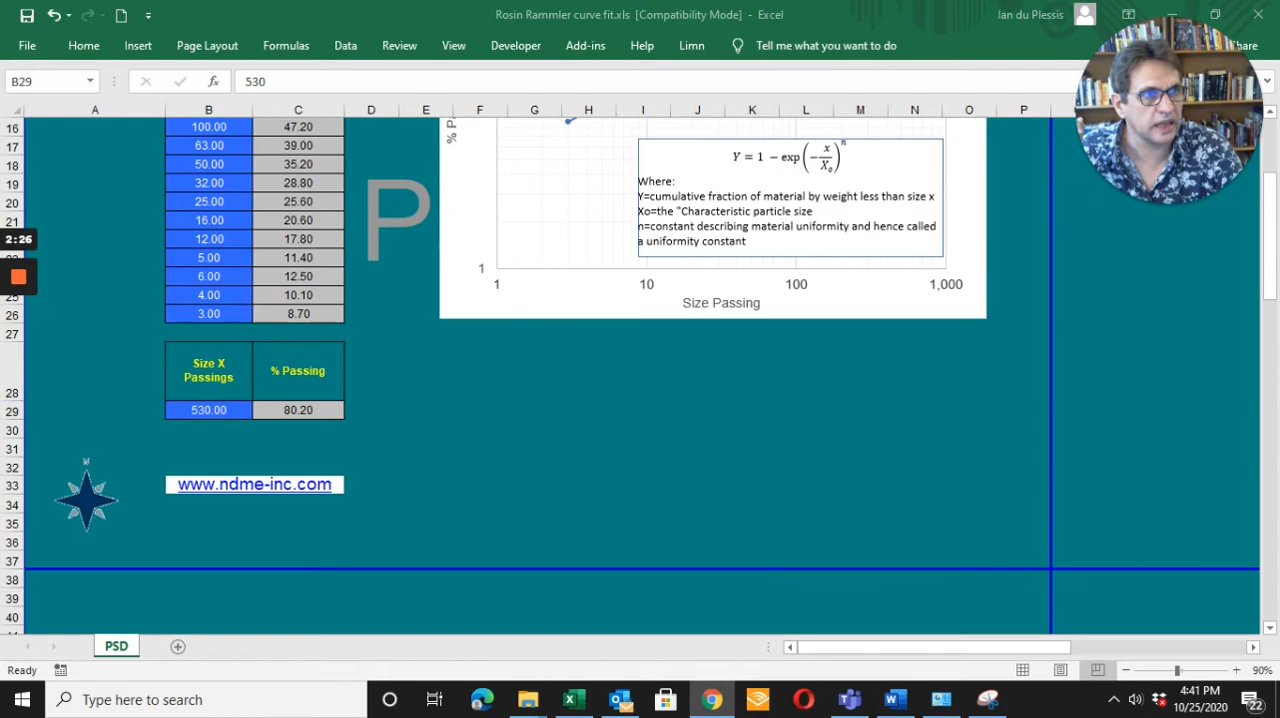 Rosin Rammler curve fit.xls [Compatibility Mode] - Excel
Ian du Plessis
File Home Insert Page Layout Formulas Data Review View Developer Add-ins Help Limn Tell me what you want to do Share
B29 fx 530
A B C D E F G H I J K L M N O P
16 100.00 47.20
17 63.00 39.00
18 50.00 35.20
19 32.00 28.80
20 25.00 25.60
21 16.00 20.60
2:26 12.00 17.80
5.00 11.40
6.00 12.50
25 4.00 10.10
26 3.00 8.70
27
28 Size X Passings % Passing
29 530.00 80.20
30
31
32
33 www.ndme-inc.com
34
35
36
37
38
39
40
P
% P
Y = 1 − exp(−x/Xo)^n
Where:
Y=cumulative fraction of material by weight less than size x
Xo=the "Characteristic particle size
n=constant describing material uniformity and hence called
a uniformity constant
1
1 10 100 1,000
Size Passing
PSD
Ready
90%
Type here to search
4:41 PM
10/25/2020
22